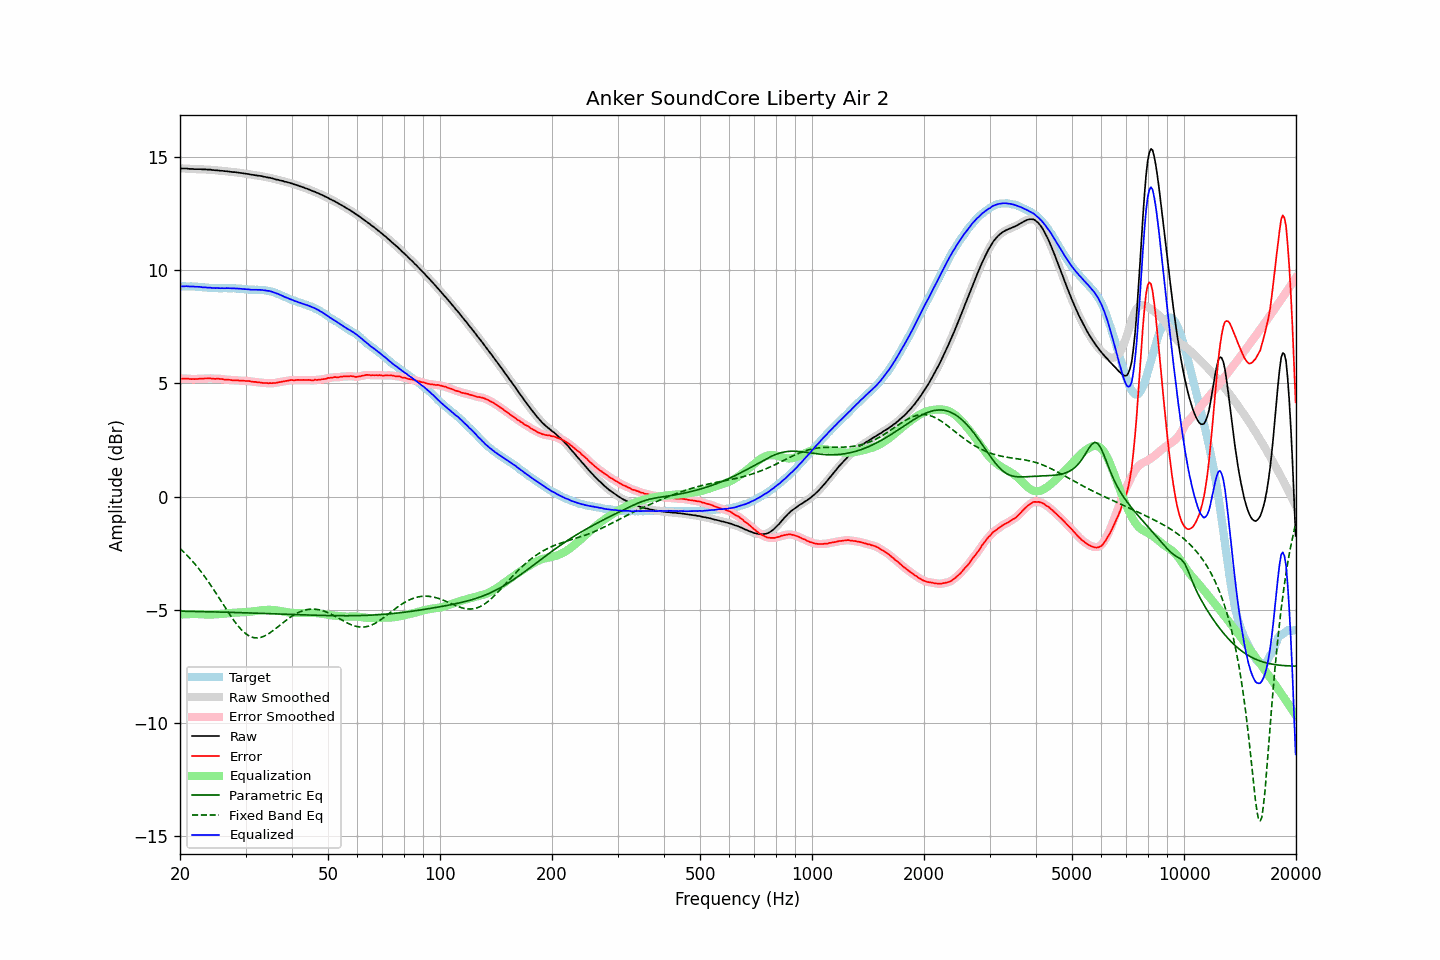 Anker SoundCore Liberty Air 2
15
10
5
0
−5
−10
−15
Amplitude (dBr)
Target
Raw Smoothed
Error Smoothed
Raw
Error
Equalization
Parametric Eq
Fixed Band Eq
Equalized
20 50 100 200 500 1000 2000 5000 10000 20000
Frequency (Hz)